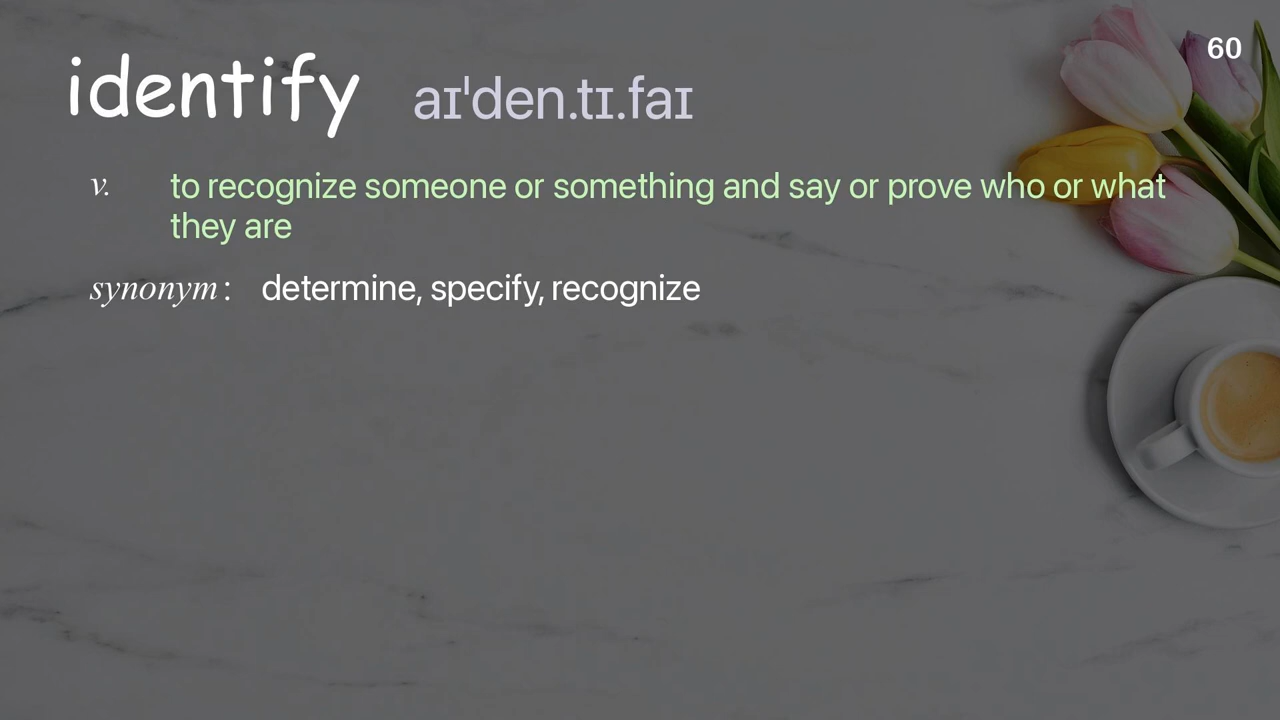 60
identify aɪˈden.tɪ.faɪ
v. to recognize someone or something and say or prove who or what
they are
synonym: determine, specify, recognize